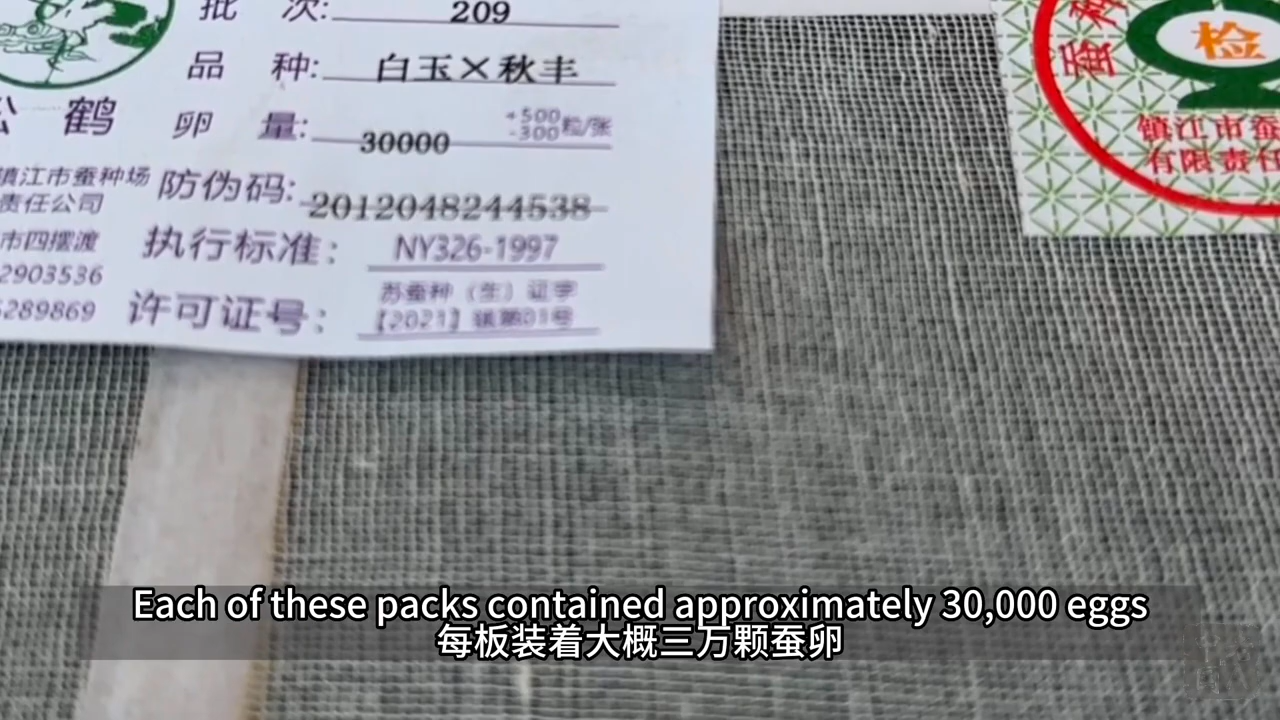 批 次: 209
品 种: 白玉×秋丰
鹤
卵 量: 30000 +500 -300 粒/张
镇江市蚕种场
责任公司
防伪码: 2012048244538
市四摆渡
2903536
289869
执行标准: NY326-1997
许可证号: 苏蚕种（生）证字
【2021】镇第01号
蚕
检
镇江市蚕
有限责任
Each of these packs contained approximately 30,000 eggs
每板装着大概三万颗蚕卵